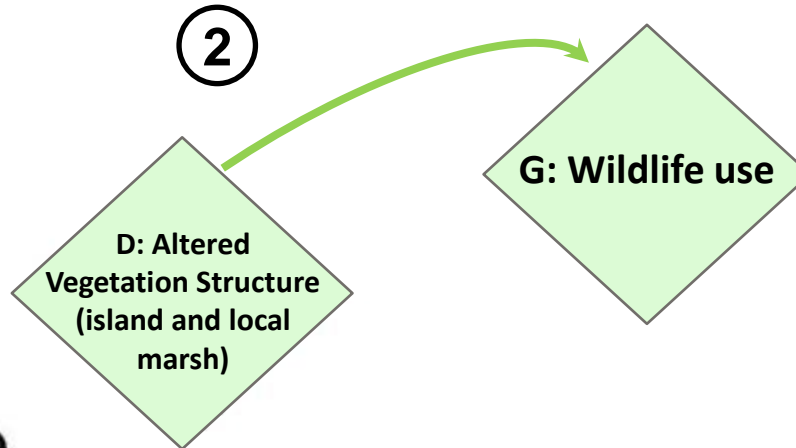 2
G: Wildlife use
D: Altered
Vegetation Structure
(island and local
marsh)